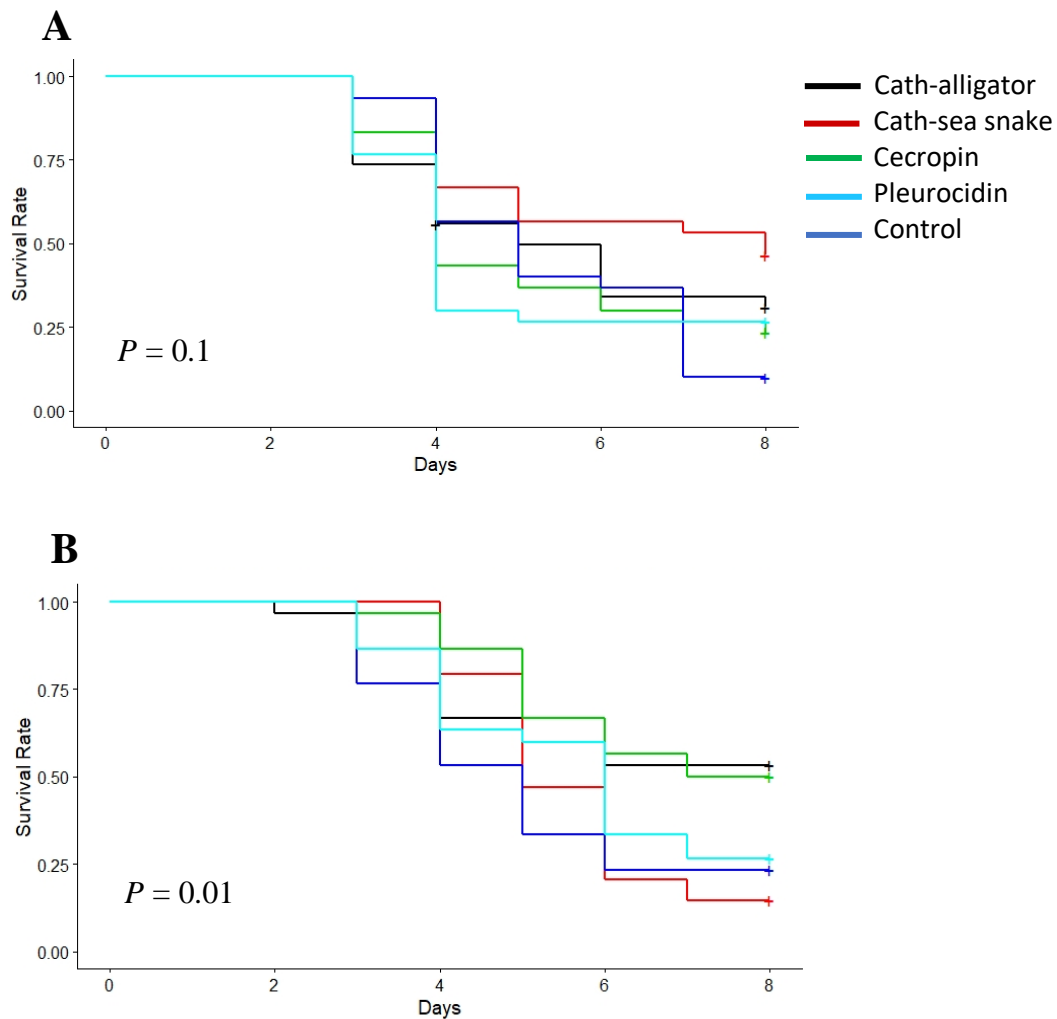 A
1.00
0.75
0.50
0.25
0.00
Survival Rate
P = 0.1
0 2 4 6 8
Days
Cath-alligator
Cath-sea snake
Cecropin
Pleurocidin
Control
B
1.00
0.75
0.50
0.25
0.00
Survival Rate
P = 0.01
0 2 4 6 8
Days